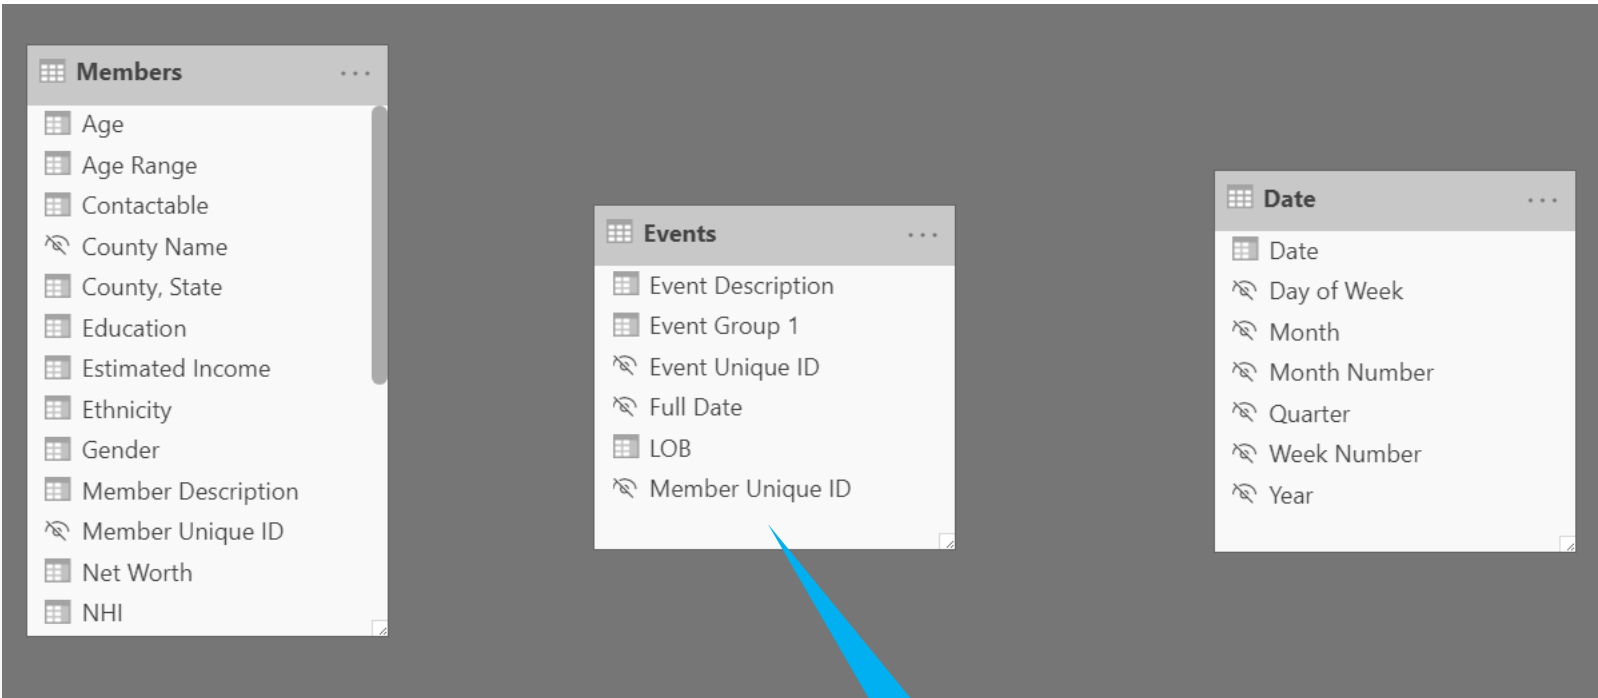 Members
Age
Age Range
Contactable
County Name
County, State
Education
Estimated Income
Ethnicity
Gender
Member Description
Member Unique ID
Net Worth
NHI
Events
Event Description
Event Group 1
Event Unique ID
Full Date
LOB
Member Unique ID
Date
Date
Day of Week
Month
Month Number
Quarter
Week Number
Year